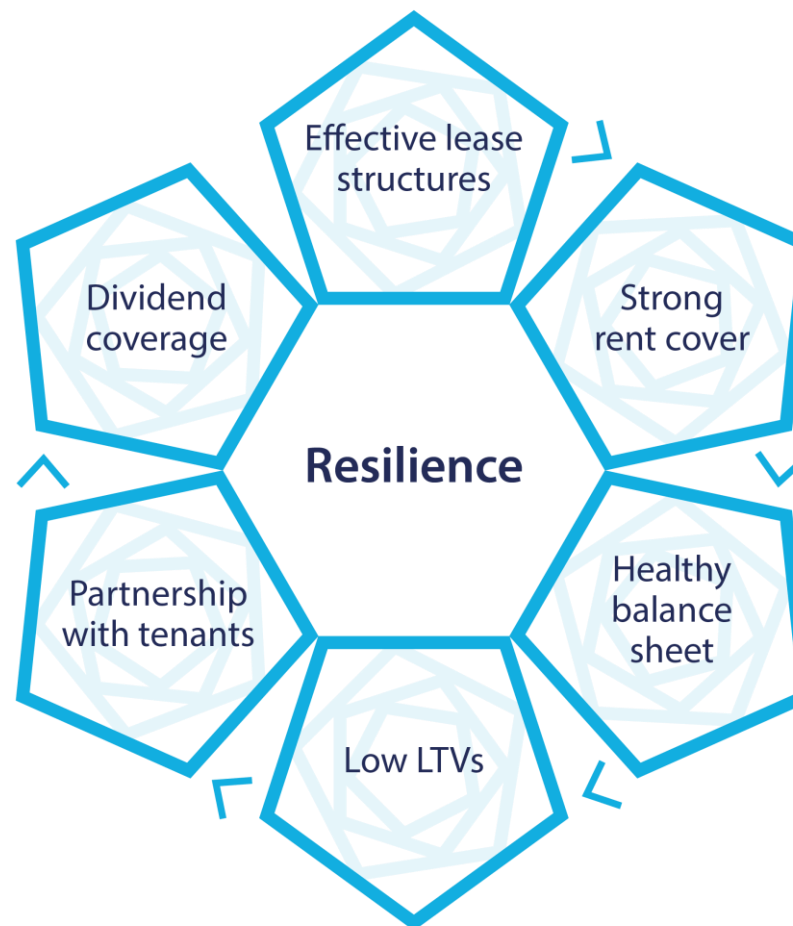 Effective lease
structures
Strong
rent cover
Healthy
balance
sheet
Low LTVs
Partnership
with tenants
Dividend
coverage
Resilience